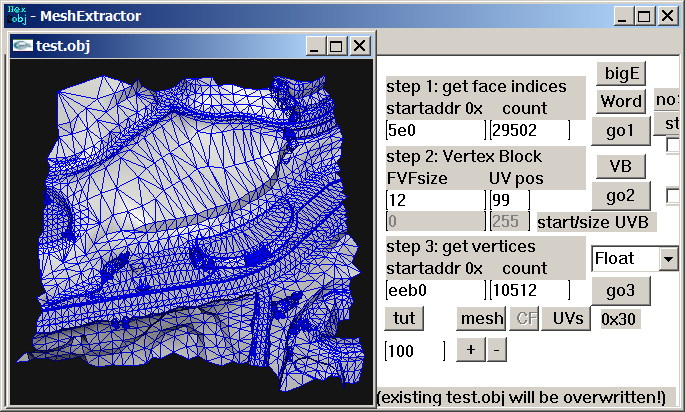 Hex
obj - MeshExtractor
test.obj
bigE
step 1: get face indices
startaddr 0x count
Word
no
5e0 29502
go1
st
step 2: Vertex Block
FVFsize UV pos
VB
12 99
go2
0 255 start/size UVB
step 3: get vertices
startaddr 0x count
Float
eeb0 10512
go3
tut mesh CF UVs 0x30
100 + -
(existing test.obj will be overwritten!)